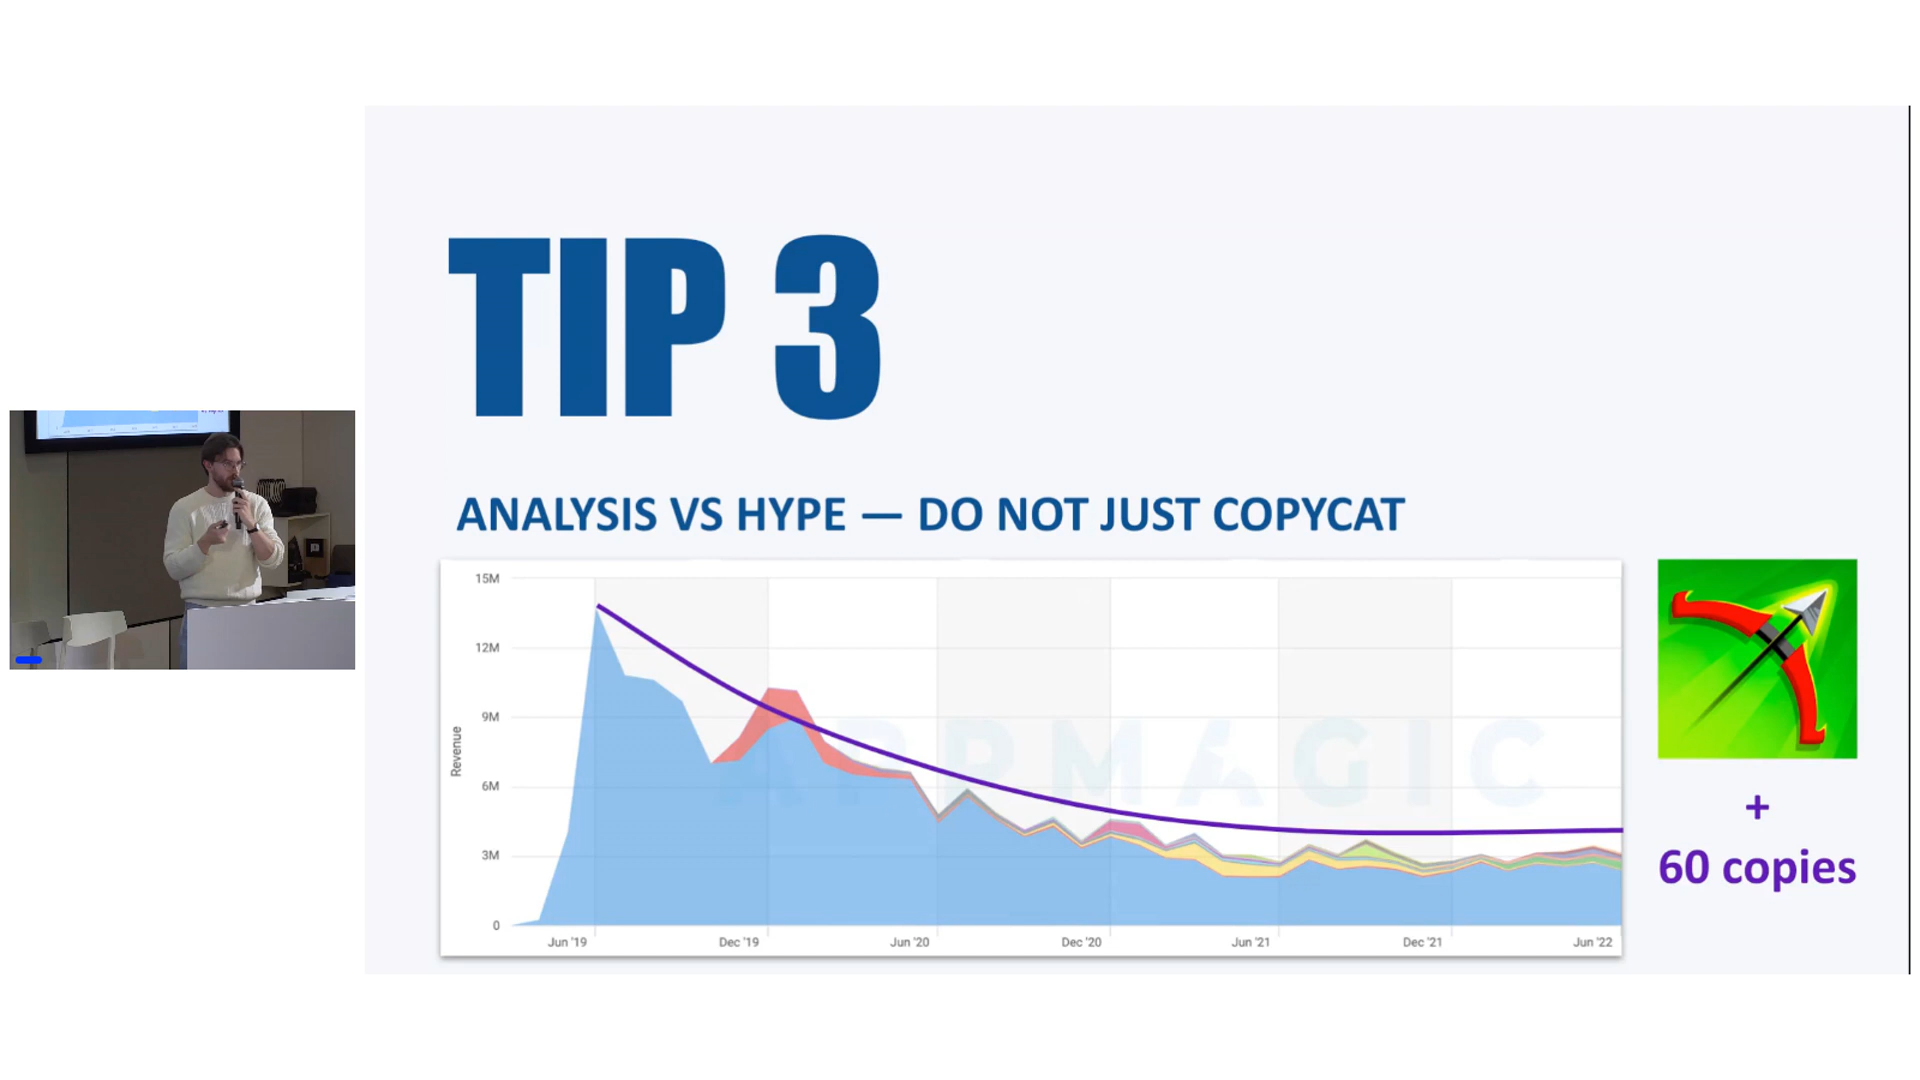 TIP 3
ANALYSIS VS HYPE — DO NOT JUST COPYCAT
15M
12M
9M
6M
3M
0
Revenue
APPMAGIC
Jun '19
Dec '19
Jun '20
Dec '20
Jun '21
Dec '21
Jun '22
+
60 copies